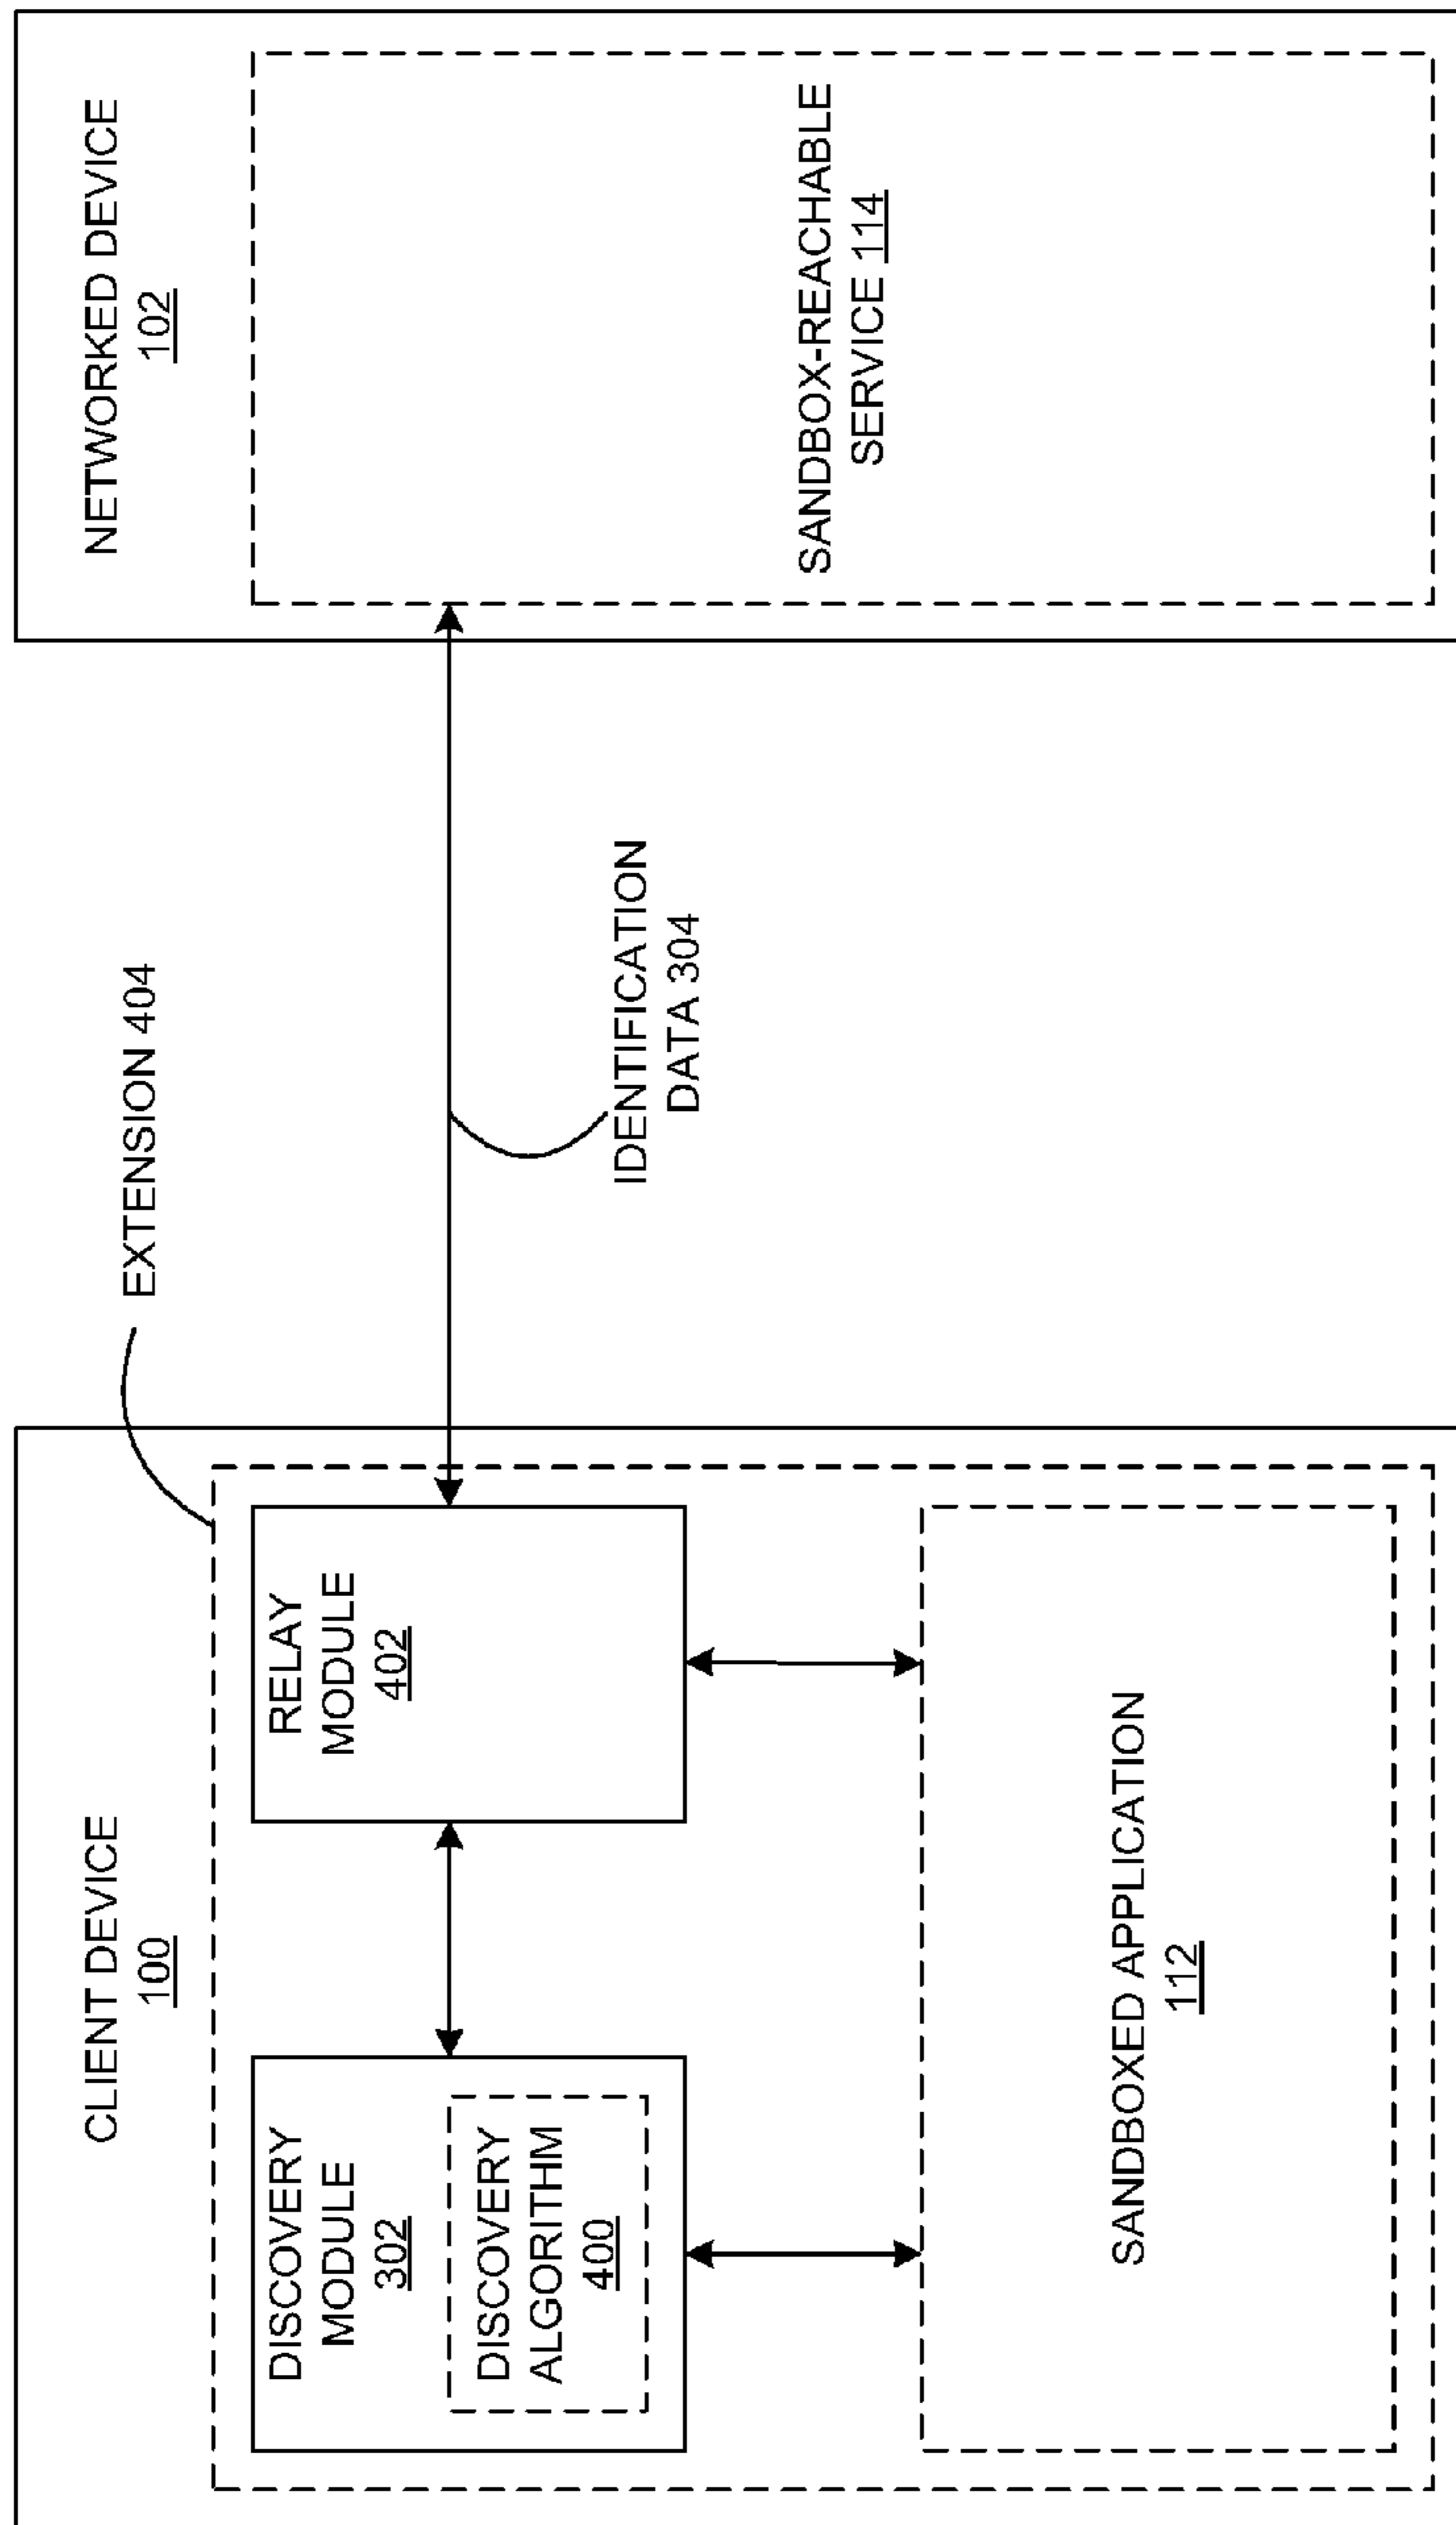 CLIENT DEVICE
100
EXTENSION 404
NETWORKED DEVICE
102
DISCOVERY
MODULE
302
DISCOVERY
ALGORITHM
400
RELAY
MODULE
402
IDENTIFICATION
DATA 304
SANDBOX-REACHABLE
SERVICE 114
SANDBOXED APPLICATION
112